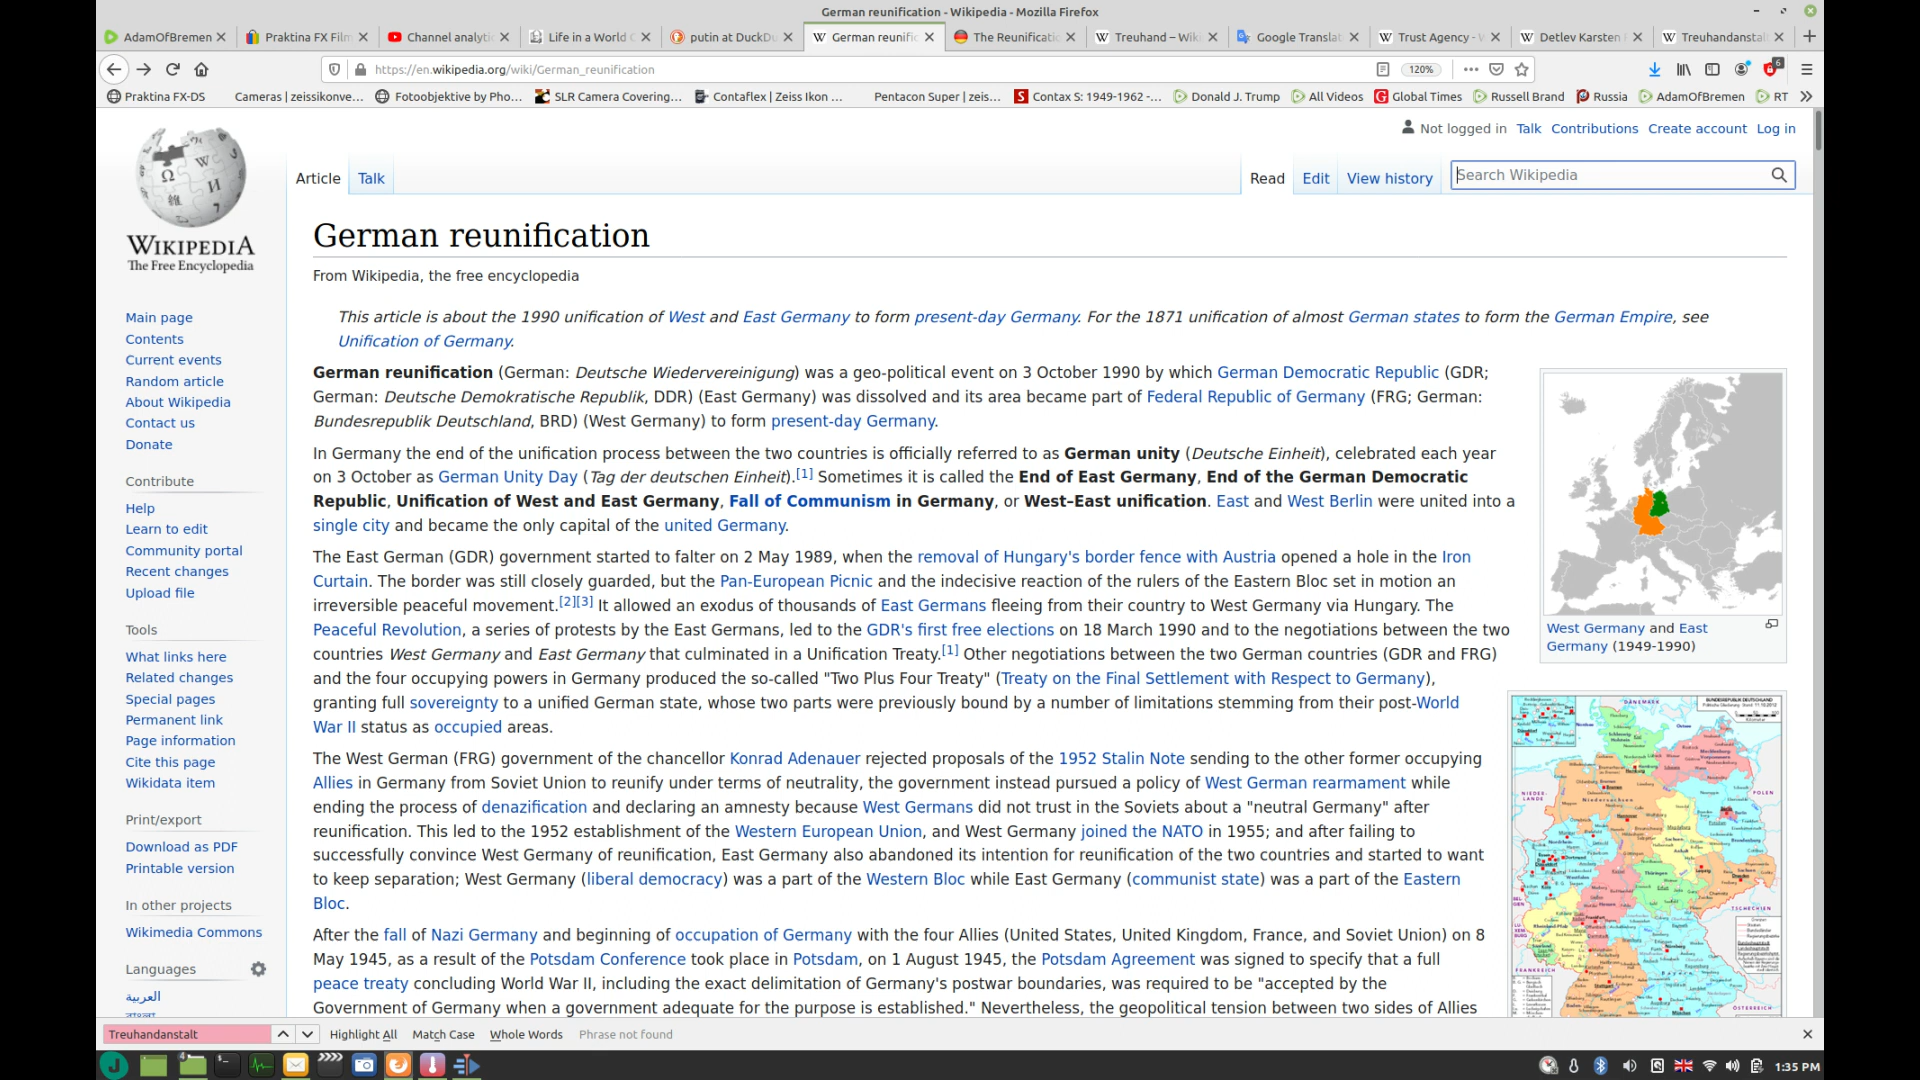 German reunification - Wikipedia - Mozilla Firefox
AdamOfBremen
Praktina FX Film
Channel analytic
Life in a World
putin at DuckDu
German reunific
The Reunificatio
Treuhand – Wiki
Google Translat
Trust Agency - W
Detlev Karsten
Treuhandanstal
https://en.wikipedia.org/wiki/German_reunification
120%
6
Praktina FX-DS
Cameras | zeissikonve...
Fotoobjektive by Pho...
SLR Camera Covering...
Contaflex | Zeiss Ikon ...
Pentacon Super | zeis...
Contax S: 1949-1962 -...
Donald J. Trump
All Videos
Global Times
Russell Brand
Russia
AdamOfBremen
RT
Not logged in Talk Contributions Create account Log in
Article Talk
Read Edit View history
Search Wikipedia
WIKIPEDIA
The Free Encyclopedia
Main page
Contents
Current events
Random article
About Wikipedia
Contact us
Donate
Contribute
Help
Learn to edit
Community portal
Recent changes
Upload file
Tools
What links here
Related changes
Special pages
Permanent link
Page information
Cite this page
Wikidata item
Print/export
Download as PDF
Printable version
In other projects
Wikimedia Commons
Languages
العربية
German reunification
From Wikipedia, the free encyclopedia
This article is about the 1990 unification of West and East Germany to form present-day Germany. For the 1871 unification of almost German states to form the German Empire, see
Unification of Germany.
German reunification (German: Deutsche Wiedervereinigung) was a geo-political event on 3 October 1990 by which German Democratic Republic (GDR;
German: Deutsche Demokratische Republik, DDR) (East Germany) was dissolved and its area became part of Federal Republic of Germany (FRG; German:
Bundesrepublik Deutschland, BRD) (West Germany) to form present-day Germany.
In Germany the end of the unification process between the two countries is officially referred to as German unity (Deutsche Einheit), celebrated each year
on 3 October as German Unity Day (Tag der deutschen Einheit).[1] Sometimes it is called the End of East Germany, End of the German Democratic
Republic, Unification of West and East Germany, Fall of Communism in Germany, or West–East unification. East and West Berlin were united into a
single city and became the only capital of the united Germany.
The East German (GDR) government started to falter on 2 May 1989, when the removal of Hungary's border fence with Austria opened a hole in the Iron
Curtain. The border was still closely guarded, but the Pan-European Picnic and the indecisive reaction of the rulers of the Eastern Bloc set in motion an
irreversible peaceful movement.[2][3] It allowed an exodus of thousands of East Germans fleeing from their country to West Germany via Hungary. The
Peaceful Revolution, a series of protests by the East Germans, led to the GDR's first free elections on 18 March 1990 and to the negotiations between the two
countries West Germany and East Germany that culminated in a Unification Treaty.[1] Other negotiations between the two German countries (GDR and FRG)
and the four occupying powers in Germany produced the so-called "Two Plus Four Treaty" (Treaty on the Final Settlement with Respect to Germany),
granting full sovereignty to a unified German state, whose two parts were previously bound by a number of limitations stemming from their post-World
War II status as occupied areas.
The West German (FRG) government of the chancellor Konrad Adenauer rejected proposals of the 1952 Stalin Note sending to the other former occupying
Allies in Germany from Soviet Union to reunify under terms of neutrality, the government instead pursued a policy of West German rearmament while
ending the process of denazification and declaring an amnesty because West Germans did not trust in the Soviets about a "neutral Germany" after
reunification. This led to the 1952 establishment of the Western European Union, and West Germany joined the NATO in 1955; and after failing to
successfully convince West Germany of reunification, East Germany also abandoned its intention for reunification of the two countries and started to want
to keep separation; West Germany (liberal democracy) was a part of the Western Bloc while East Germany (communist state) was a part of the Eastern
Bloc.
After the fall of Nazi Germany and beginning of occupation of Germany with the four Allies (United States, United Kingdom, France, and Soviet Union) on 8
May 1945, as a result of the Potsdam Conference took place in Potsdam, on 1 August 1945, the Potsdam Agreement was signed to specify that a full
peace treaty concluding World War II, including the exact delimitation of Germany's postwar boundaries, was required to be "accepted by the
Government of Germany when a government adequate for the purpose is established." Nevertheless, the geopolitical tension between two sides of Allies
West Germany and East
Germany (1949-1990)
DÄNEMARK
BUNDESREPUBLIK DEUTSCHLAND
NIEDER-
LANDE
POLEN
TSCHECHIEN
FRANKREICH
ÖSTERREICH
Treuhandanstalt
Highlight All Match Case Whole Words Phrase not found
1:35 PM